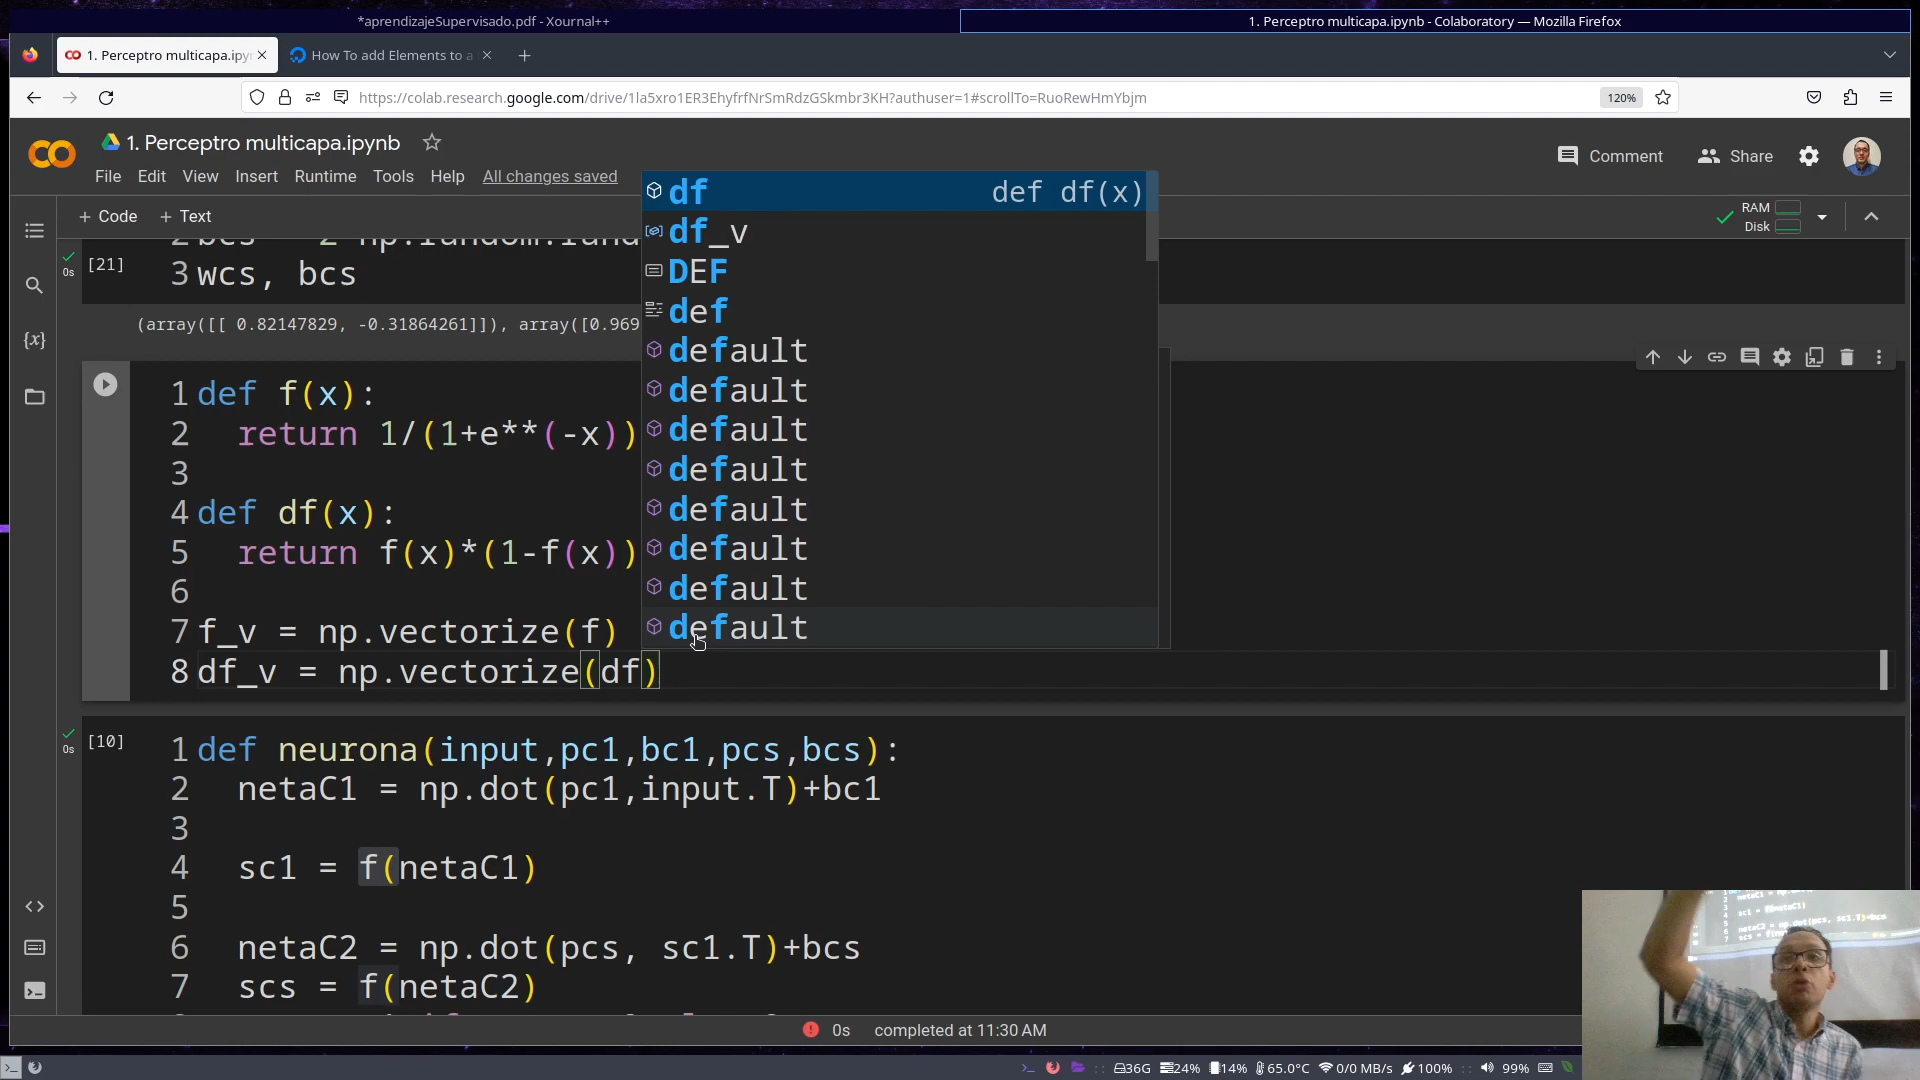 *aprendizajeSupervisado.pdf - Xournal++
1. Perceptro multicapa.ipynb - Colaboratory — Mozilla Firefox
1. Perceptro multicapa.ipy
How To add Elements to a
https://colab.research.google.com/drive/1la5xro1ER3EhyfrfNrSmRdzGSkmbr3KH?authuser=1#scrollTo=RuoRewHmYbjm
120%
1. Perceptro multicapa.ipynb
Comment
Share
File Edit View Insert Runtime Tools Help All changes saved
+ Code + Text
RAM
Disk
[21]
0s
3 wcs, bcs
(array([[ 0.82147829, -0.31864261]]), array([0.969
df def df(x)
df_v
DEF
def
default
default
default
default
default
default
default
default
1 def f(x):
2 return 1/(1+e**(-x))
3
4 def df(x):
5 return f(x)*(1-f(x))
6
7 f_v = np.vectorize(f)
8 df_v = np.vectorize(df)
[10]
0s
1 def neurona(input,pc1,bc1,pcs,bcs):
2 netaC1 = np.dot(pc1,input.T)+bc1
3
4 sc1 = f(netaC1)
5
6 netaC2 = np.dot(pcs, sc1.T)+bcs
7 scs = f(netaC2)
0s completed at 11:30 AM
36G 24% 14% 65.0°C 0/0 MB/s 100% 99%